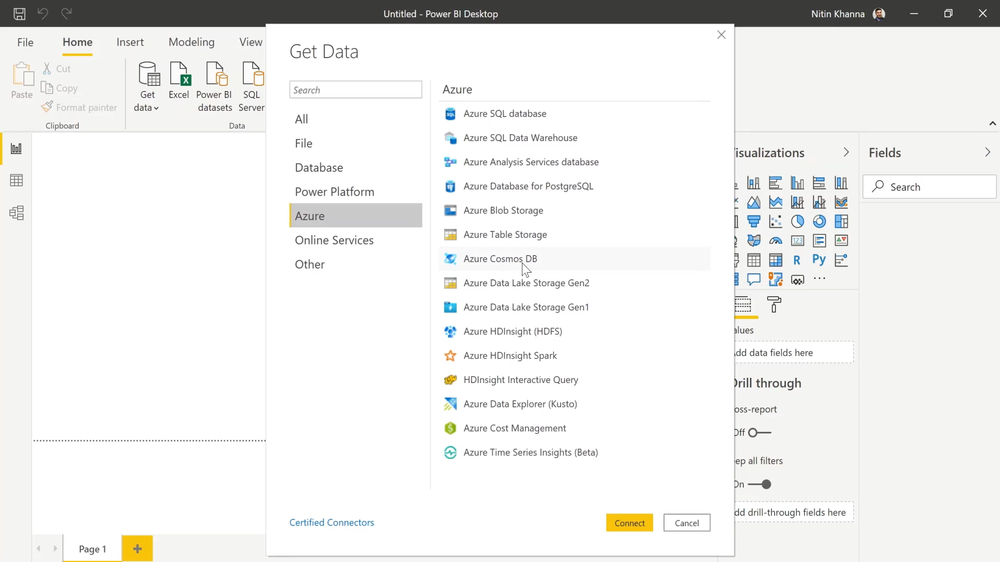 Untitled - Power BI Desktop
Nitin Khanna
File
Home
Insert
Modeling
View
Paste
Cut
Copy
Format painter
Clipboard
Get data
Excel
Power BI datasets
SQL Server
Data
Get Data
Search
All
File
Database
Power Platform
Azure
Online Services
Other
Azure
Azure SQL database
Azure SQL Data Warehouse
Azure Analysis Services database
Azure Database for PostgreSQL
Azure Blob Storage
Azure Table Storage
Azure Cosmos DB
Azure Data Lake Storage Gen2
Azure Data Lake Storage Gen1
Azure HDInsight (HDFS)
Azure HDInsight Spark
HDInsight Interactive Query
Azure Data Explorer (Kusto)
Azure Cost Management
Azure Time Series Insights (Beta)
Certified Connectors
Connect
Cancel
isualizations
123
R
Py
alues
dd data fields here
Drill through
oss-report
Off
ep all filters
On
dd drill-through fields here
Fields
Search
Page 1